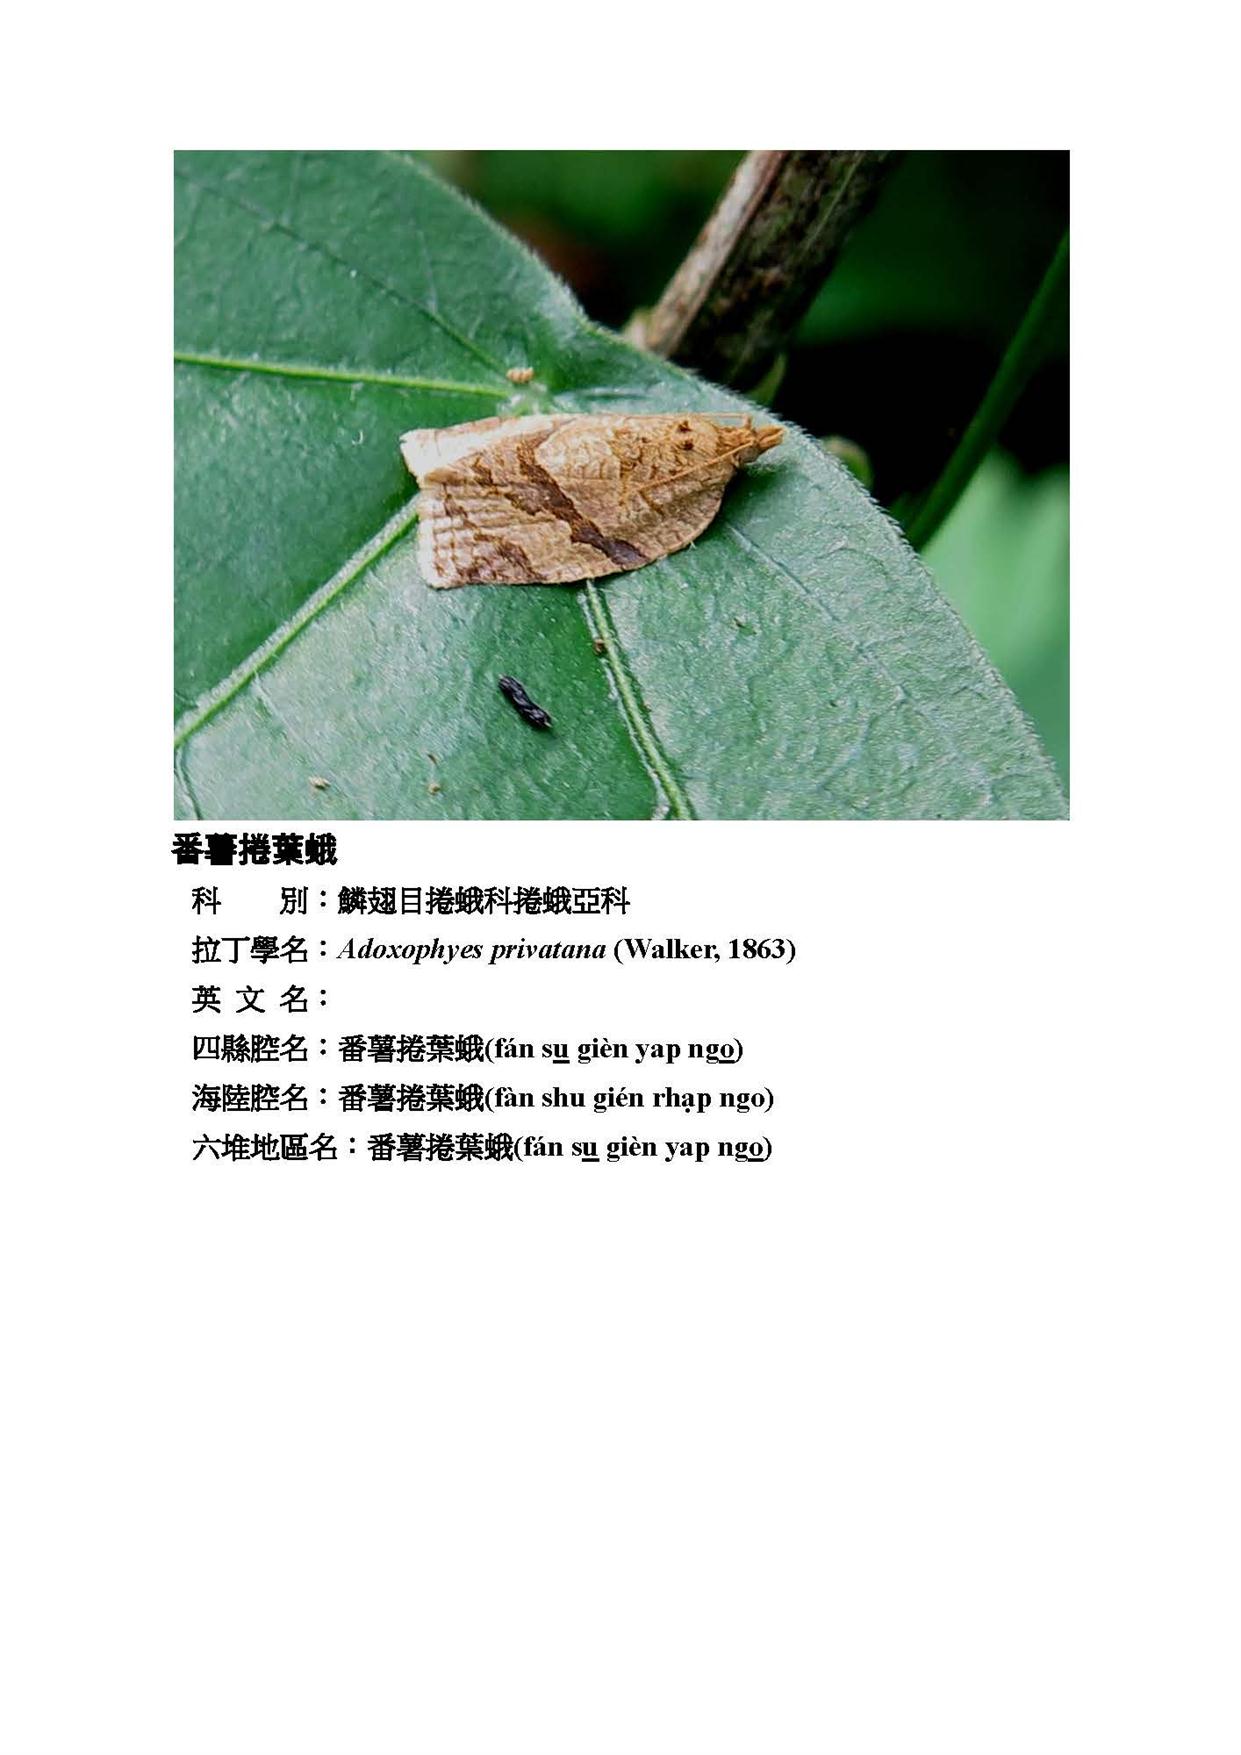 番薯捲葉蛾
科　　別：鱗翅目捲蛾科捲蛾亞科
拉丁學名：Adoxophyes privatana (Walker, 1863)
英 文 名：
四縣腔名：番薯捲葉蛾(fán su gièn yap ngo)
海陸腔名：番薯捲葉蛾(fàn shu gién rhap ngo)
六堆地區名：番薯捲葉蛾(fán su gièn yap ngo)